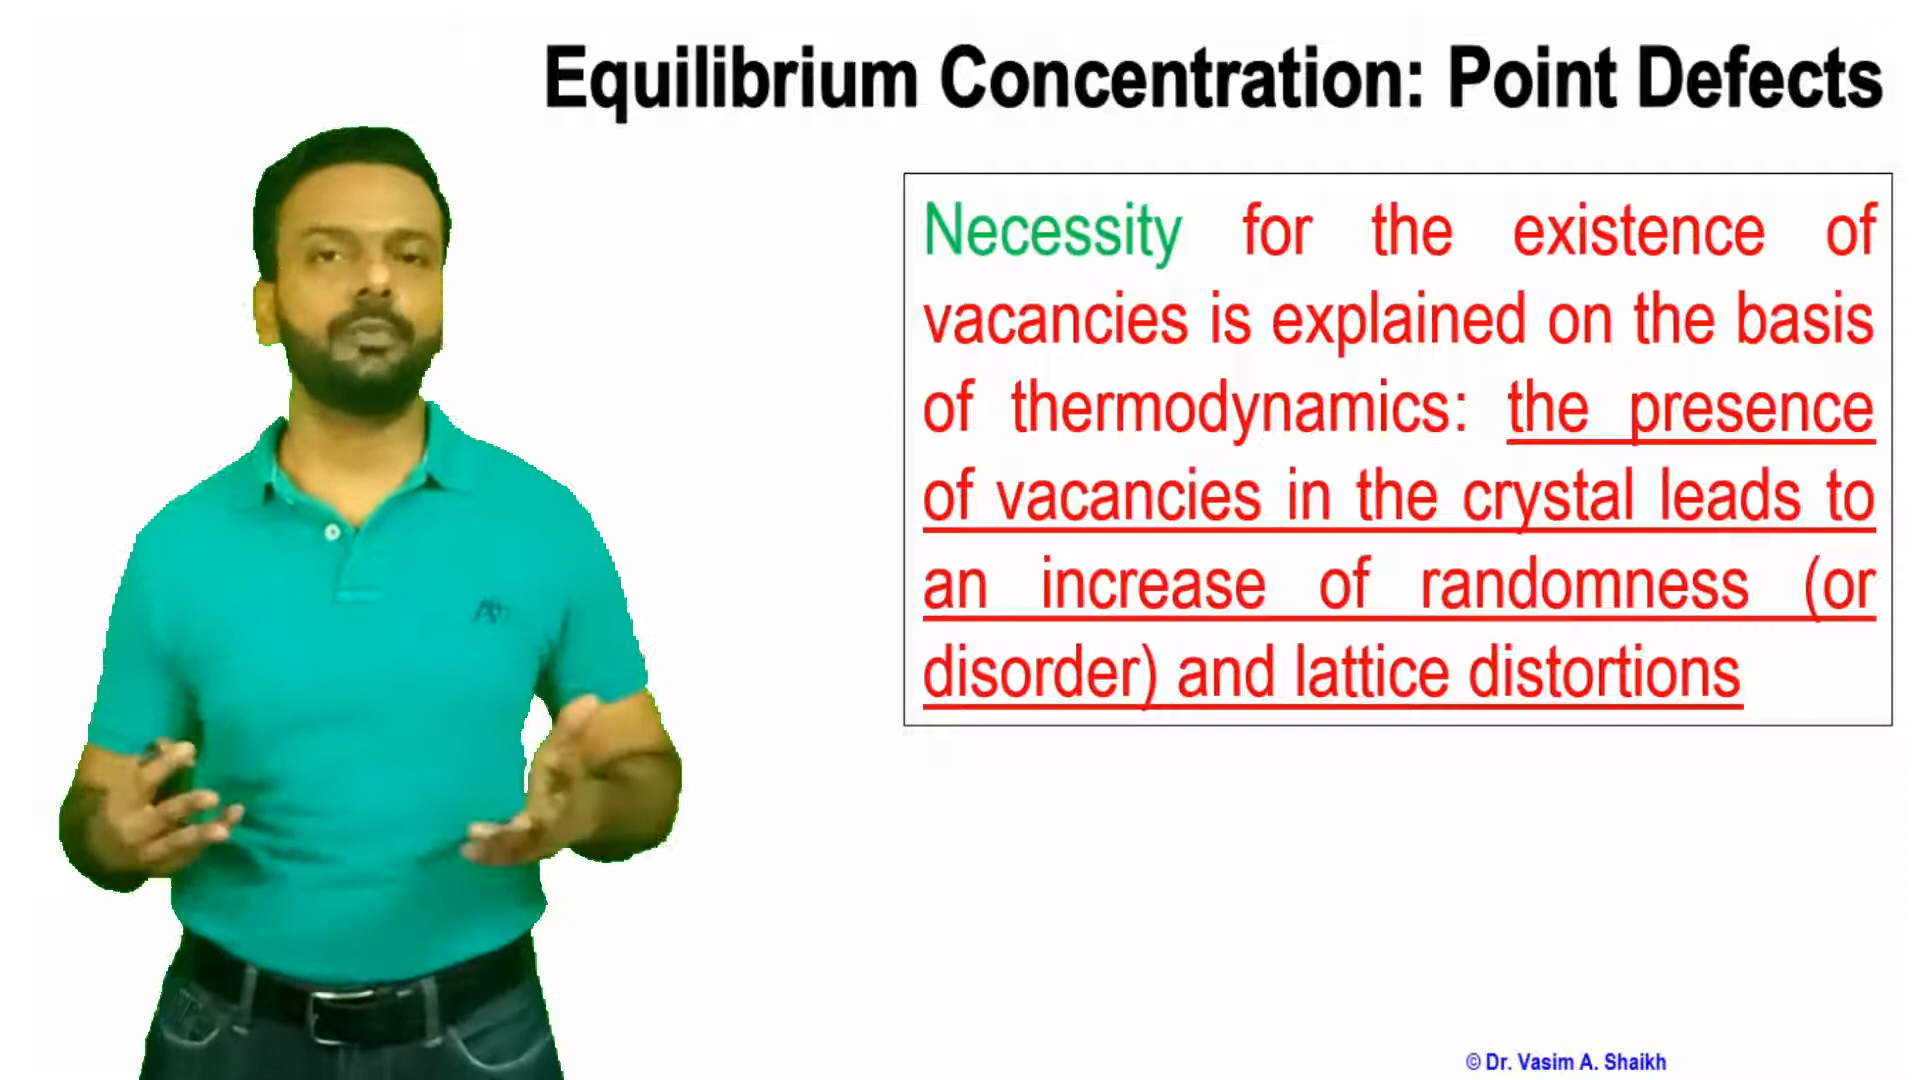 Equilibrium Concentration: Point Defects
Necessity for the existence of
vacancies is explained on the basis
of thermodynamics: the presence
of vacancies in the crystal leads to
an increase of randomness (or
disorder) and lattice distortions
© Dr. Vasim A. Shaikh